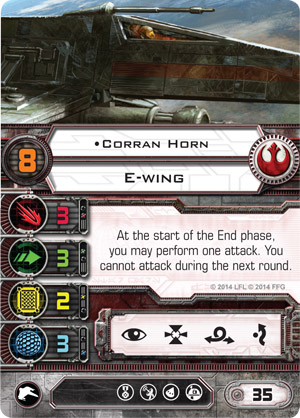 •Corran Horn
8
E-wing
3
3
2
3
At the start of the End phase,
you may perform one attack. You
cannot attack during the next round.
© 2014 LFL © 2014 FFG
35